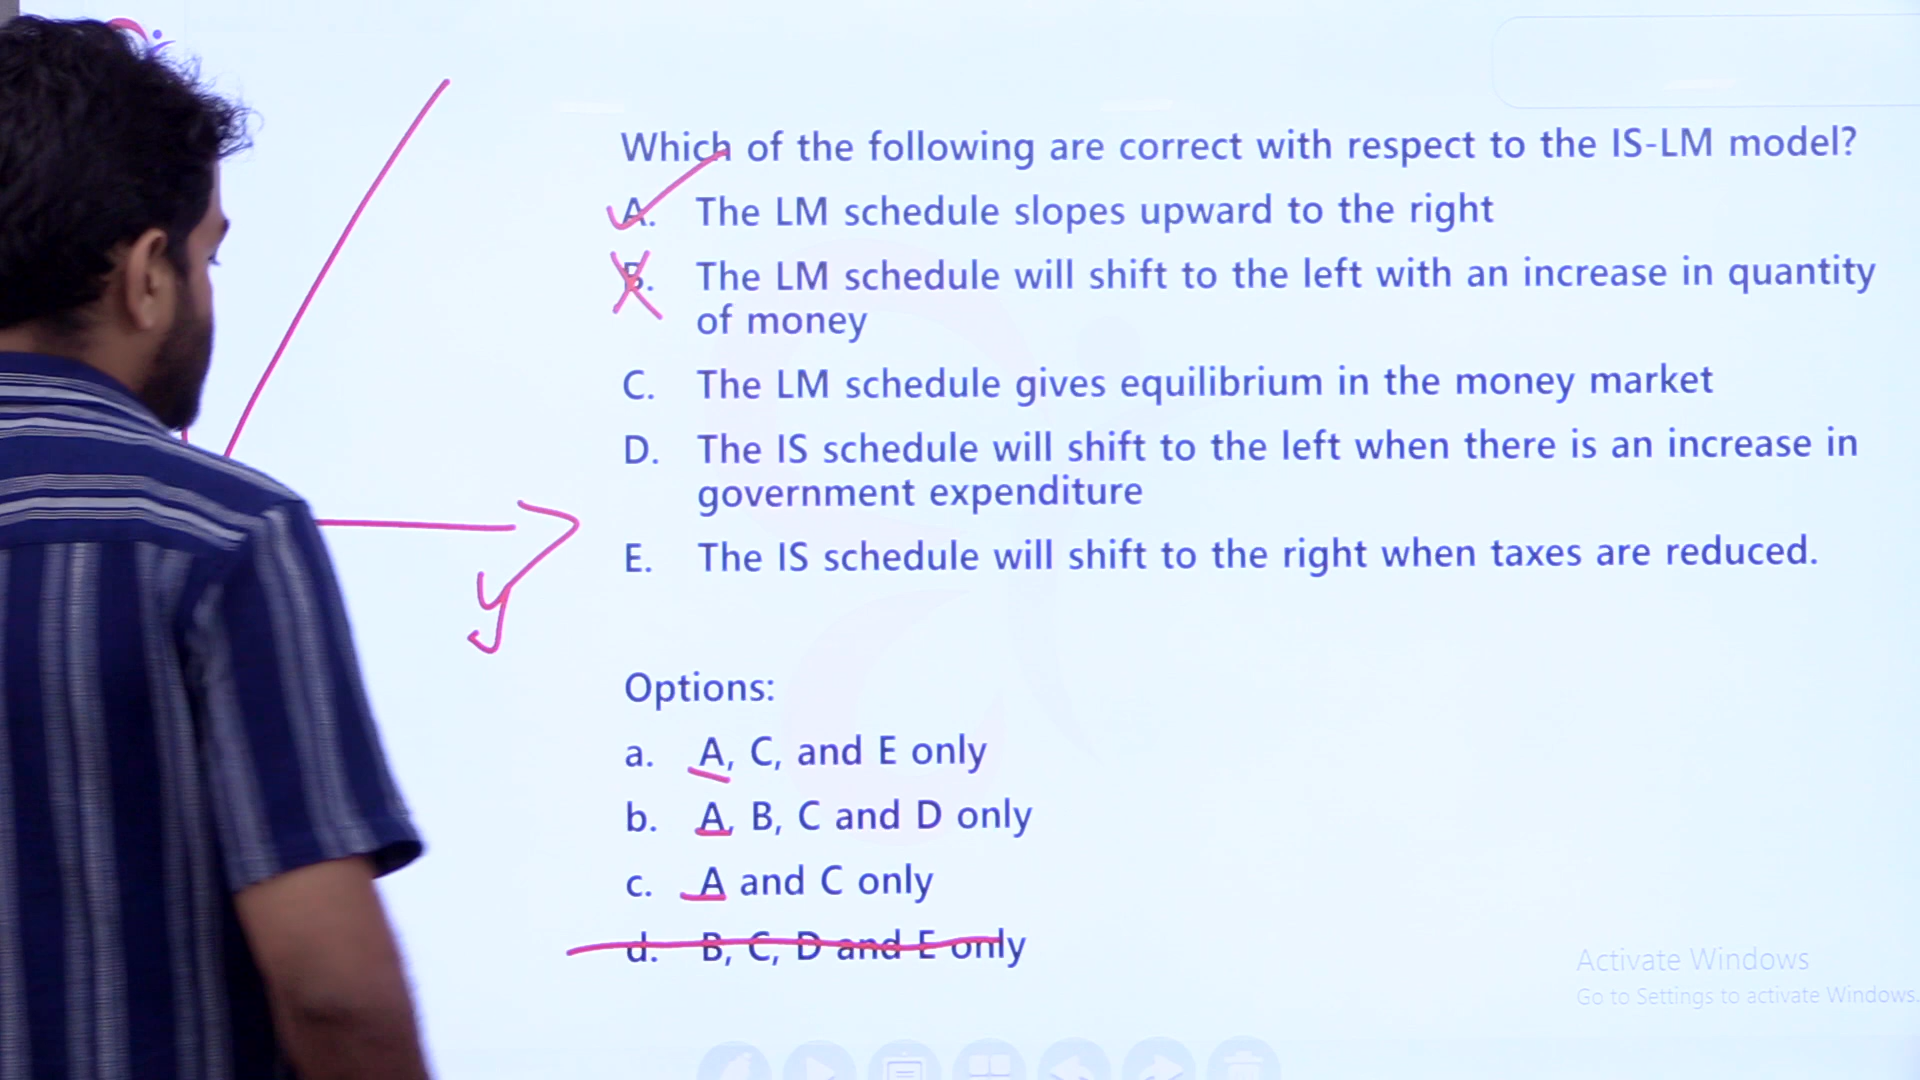 Which of the following are correct with respect to the IS-LM model?
A. The LM schedule slopes upward to the right
B. The LM schedule will shift to the left with an increase in quantity
of money
C. The LM schedule gives equilibrium in the money market
D. The IS schedule will shift to the left when there is an increase in
government expenditure
E. The IS schedule will shift to the right when taxes are reduced.
y
Options:
a. A, C, and E only
b. A, B, C and D only
c. A and C only
d. B, C, D and E only
Activate Windows
Go to Settings to activate Windows.